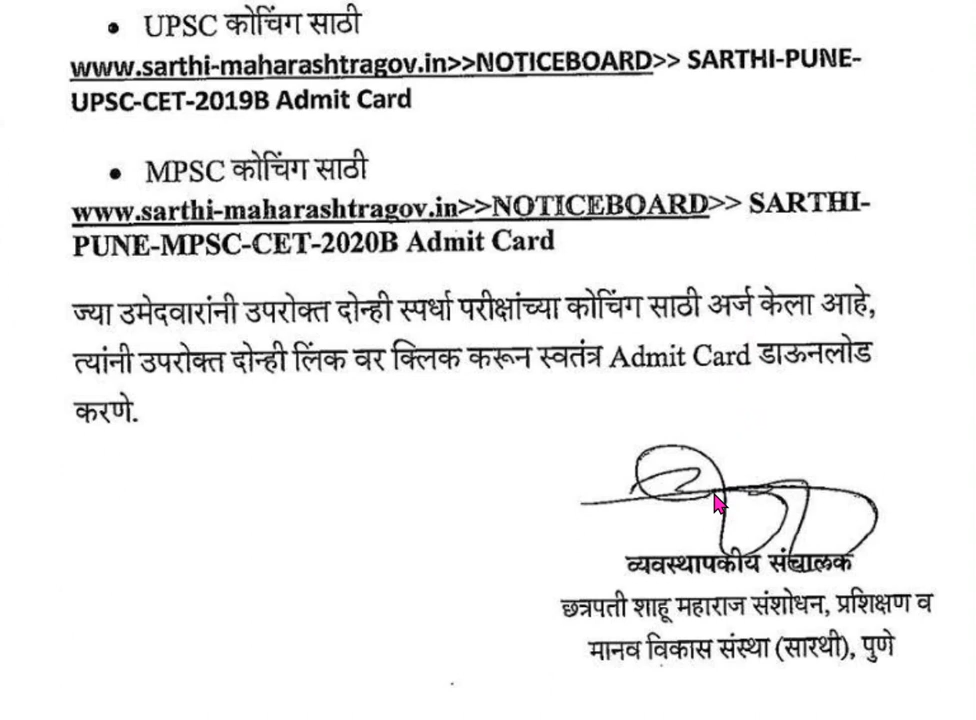 • UPSC कोचिंग साठी
www.sarthi-maharashtragov.in>>NOTICEBOARD>> SARTHI-PUNE-
UPSC-CET-2019B Admit Card
• MPSC कोचिंग साठी
www.sarthi-maharashtragov.in>>NOTICEBOARD>> SARTHI-
PUNE-MPSC-CET-2020B Admit Card
ज्या उमेदवारांनी उपरोक्त दोन्ही स्पर्धा परीक्षांच्या कोचिंग साठी अर्ज केला आहे,
त्यांनी उपरोक्त दोन्ही लिंक वर क्लिक करून स्वतंत्र Admit Card डाऊनलोड
करणे.
व्यवस्थापकीय संचालक
छत्रपती शाहू महाराज संशोधन, प्रशिक्षण व
मानव विकास संस्था (सारथी), पुणे